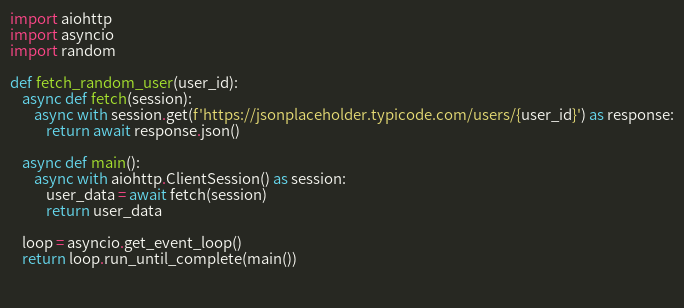 import aiohttp
import asyncio
import random

def fetch_random_user(user_id):
    async def fetch(session):
        async with session.get(f'https://jsonplaceholder.typicode.com/users/{user_id}') as response:
            return await response.json()

    async def main():
        async with aiohttp.ClientSession() as session:
            user_data = await fetch(session)
            return user_data

    loop = asyncio.get_event_loop()
    return loop.run_until_complete(main())